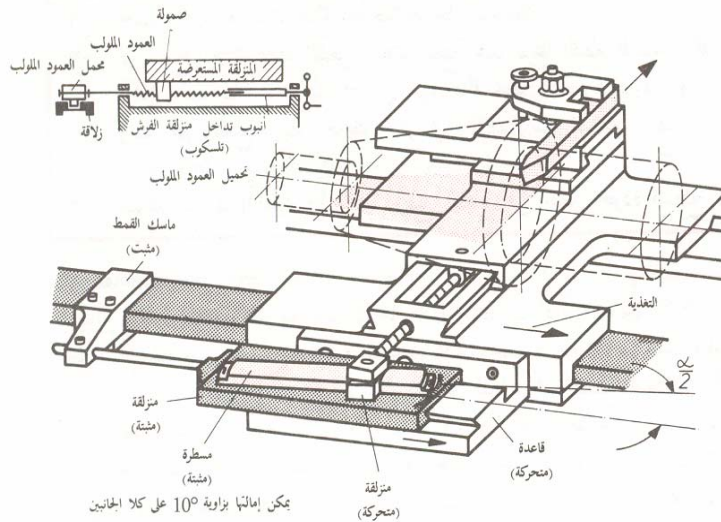 صمولة
العمود الملولب
محمل العمود الملولب
المنزلقة المستعرضة
زلاقة
أنبوب تداخل
(تلسكوب)
منزلقة الفرش
تحميل العمود الملولب
ماسك القمط
(مثبت)
التغذية
α/2
منزلقة
(مثبتة)
مسطرة
(مثبتة)
منزلقة
(متحركة)
قاعدة
(متحركة)
يمكن إمالتها بزاوية 10° على كلا الجانبين